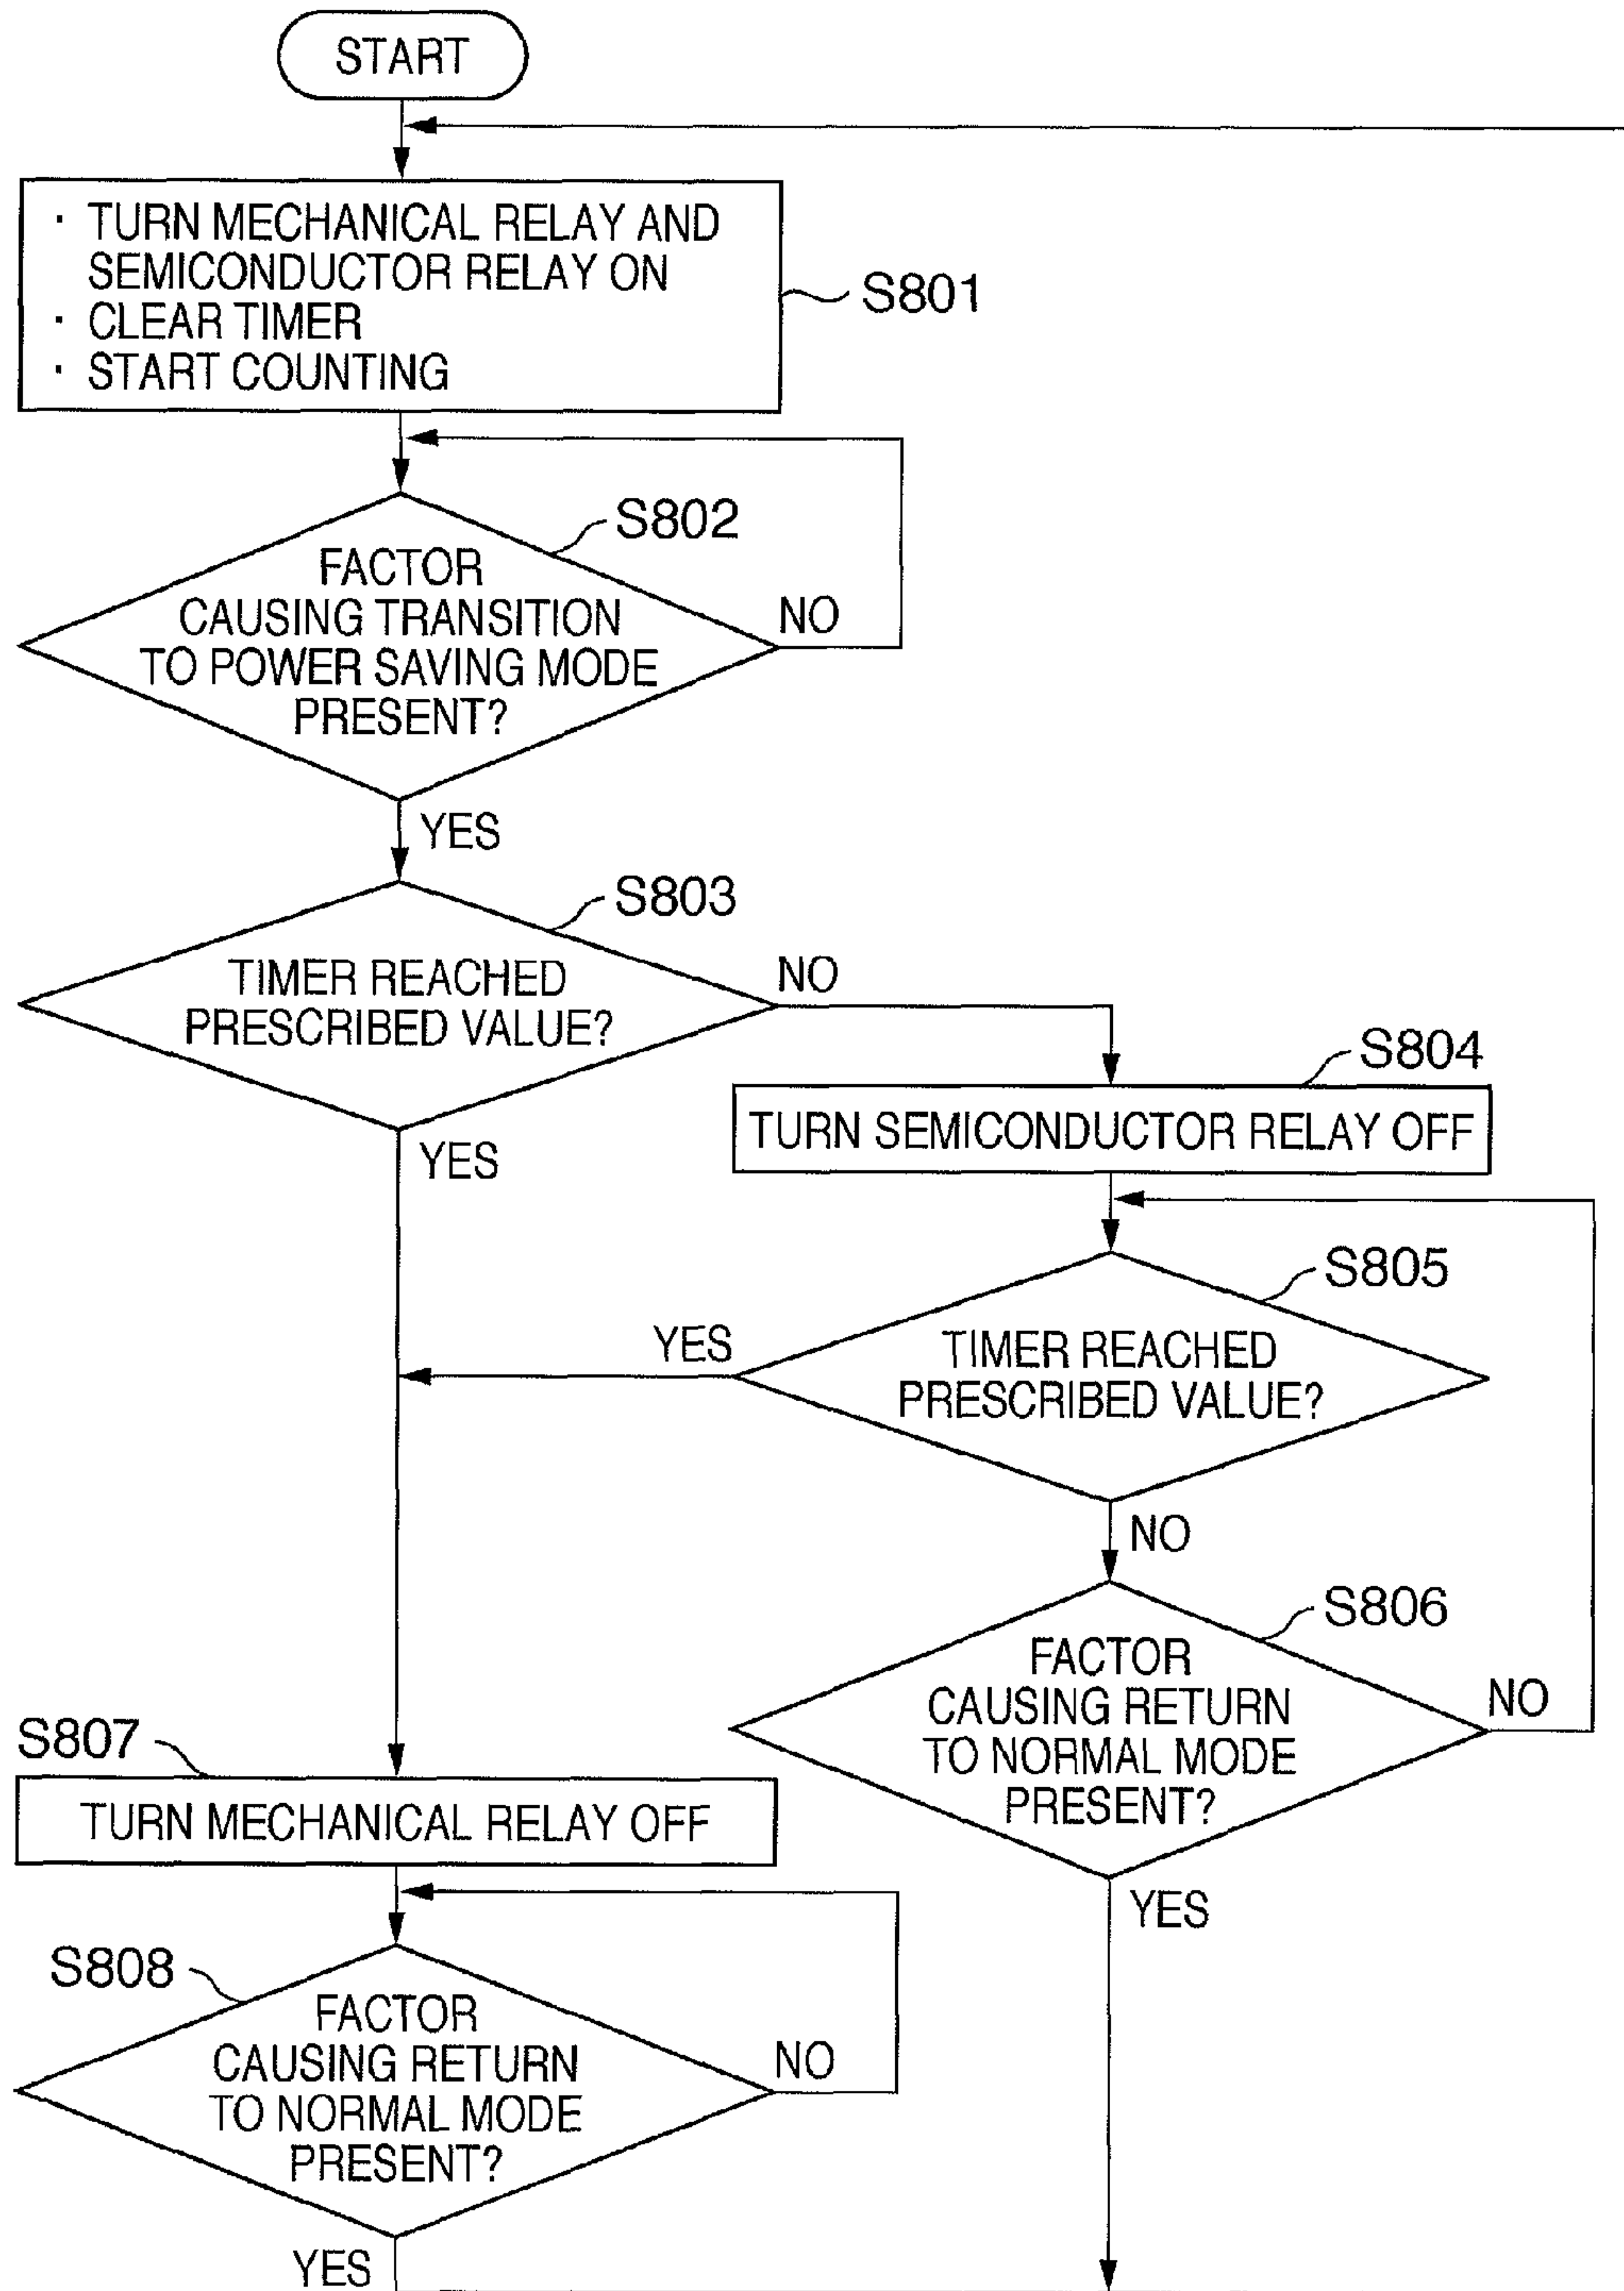 START
· TURN MECHANICAL RELAY AND
SEMICONDUCTOR RELAY ON
· CLEAR TIMER
· START COUNTING
S801
S802
FACTOR
CAUSING TRANSITION
TO POWER SAVING MODE
PRESENT?
NO
YES
S803
TIMER REACHED
PRESCRIBED VALUE?
NO
YES
S804
TURN SEMICONDUCTOR RELAY OFF
S805
TIMER REACHED
PRESCRIBED VALUE?
YES
NO
S806
FACTOR
CAUSING RETURN
TO NORMAL MODE
PRESENT?
NO
YES
S807
TURN MECHANICAL RELAY OFF
S808
FACTOR
CAUSING RETURN
TO NORMAL MODE
PRESENT?
NO
YES